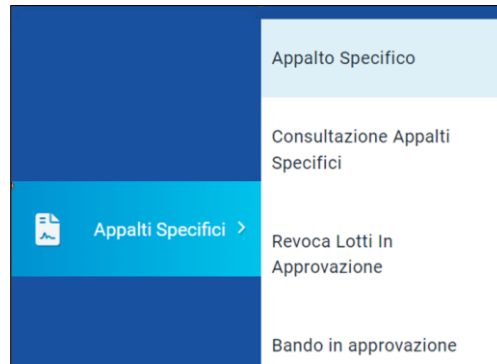 Appalto Specifico
Consultazione Appalti
Specifici
Appalti Specifici
Revoca Lotti In
Approvazione
Bando in approvazione